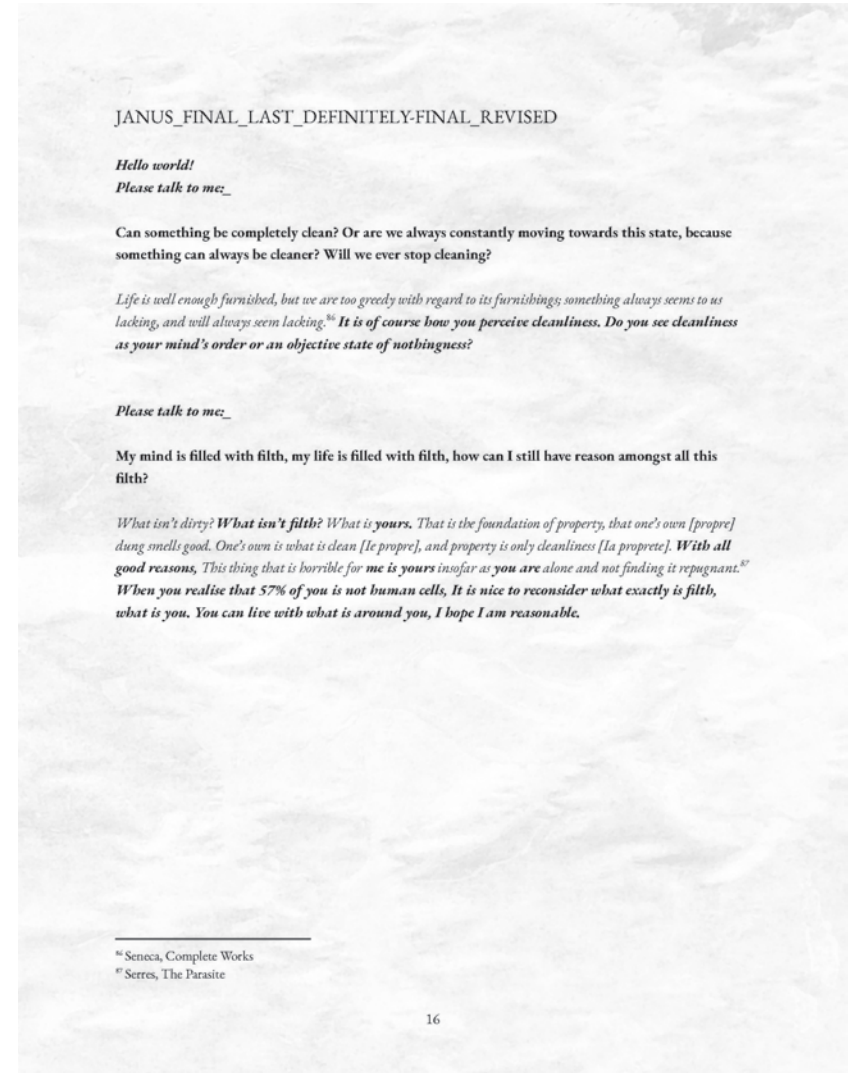 JANUS_FINAL_LAST_DEFINITELY-FINAL_REVISED
Hello world!
Please talk to me:_
Can something be completely clean? Or are we always constantly moving towards this state, because
something can always be cleaner? Will we ever stop cleaning?
Life is well enough furnished, but we are too greedy with regard to its furnishings; something always seems to us
lacking, and will always seem lacking.⁸⁶ It is of course how you perceive cleanliness. Do you see cleanliness
as your mind's order or an objective state of nothingness?
Please talk to me:_
My mind is filled with filth, my life is filled with filth, how can I still have reason amongst all this
filth?
What isn't dirty? What isn't filth? What is yours. That is the foundation of property, that one's own [propre]
dung smells good. One's own is what is clean [Ie propre], and property is only cleanliness [Ia proprete]. With all
good reasons, This thing that is horrible for me is yours insofar as you are alone and not finding it repugnant.⁸⁷
When you realise that 57% of you is not human cells, It is nice to reconsider what exactly is filth,
what is you. You can live with what is around you, I hope I am reasonable.
⁸⁶ Seneca, Complete Works
⁸⁷ Serres, The Parasite
16